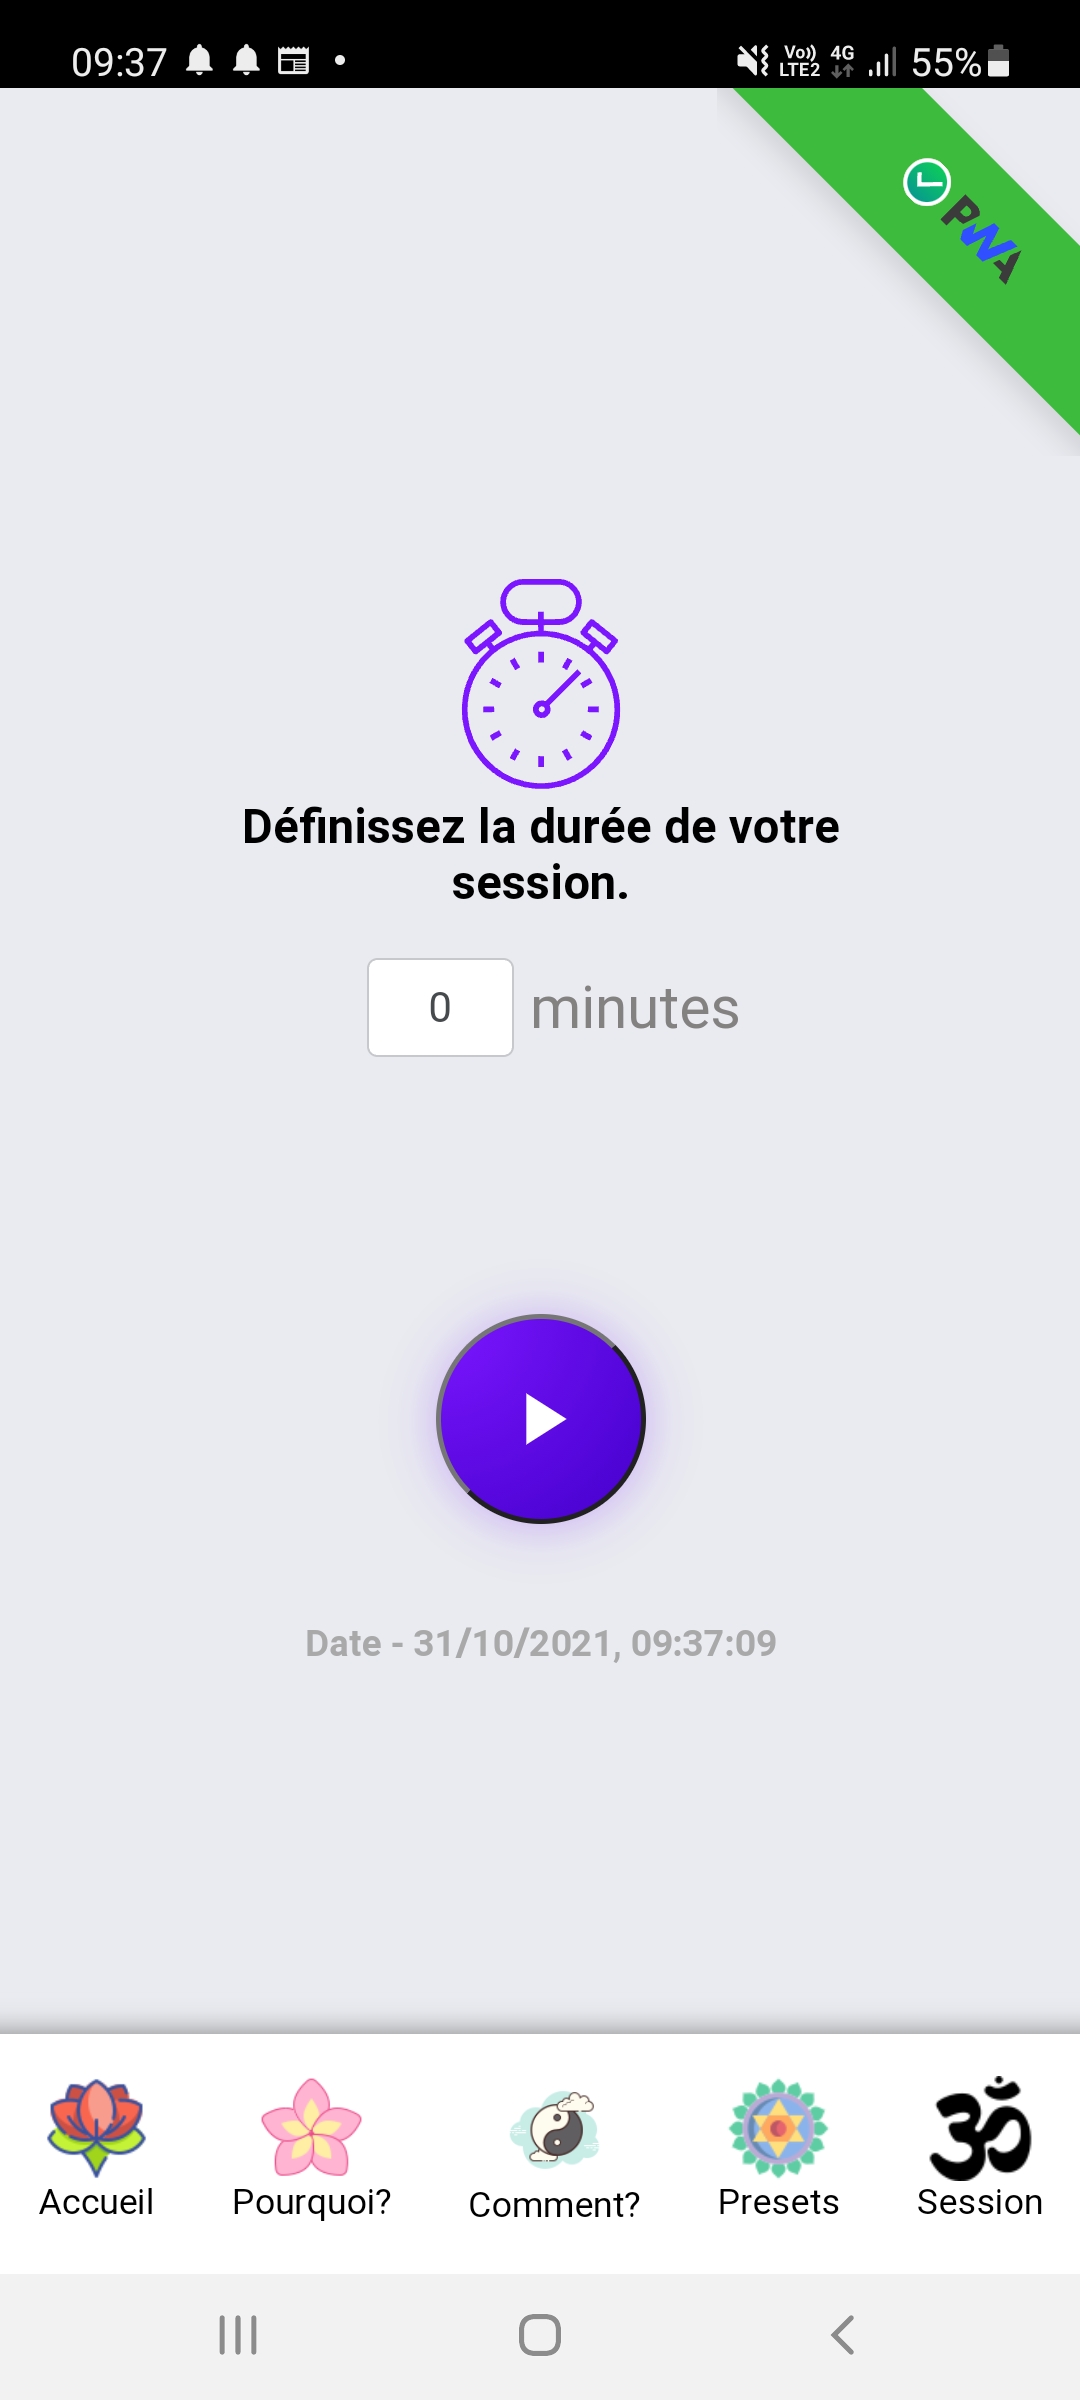 09:37
Vo)) LTE2 4G 55%
PWA
Définissez la durée de votre
session.
0 minutes
Date - 31/10/2021, 09:37:09
Accueil Pourquoi? Comment? Presets Session